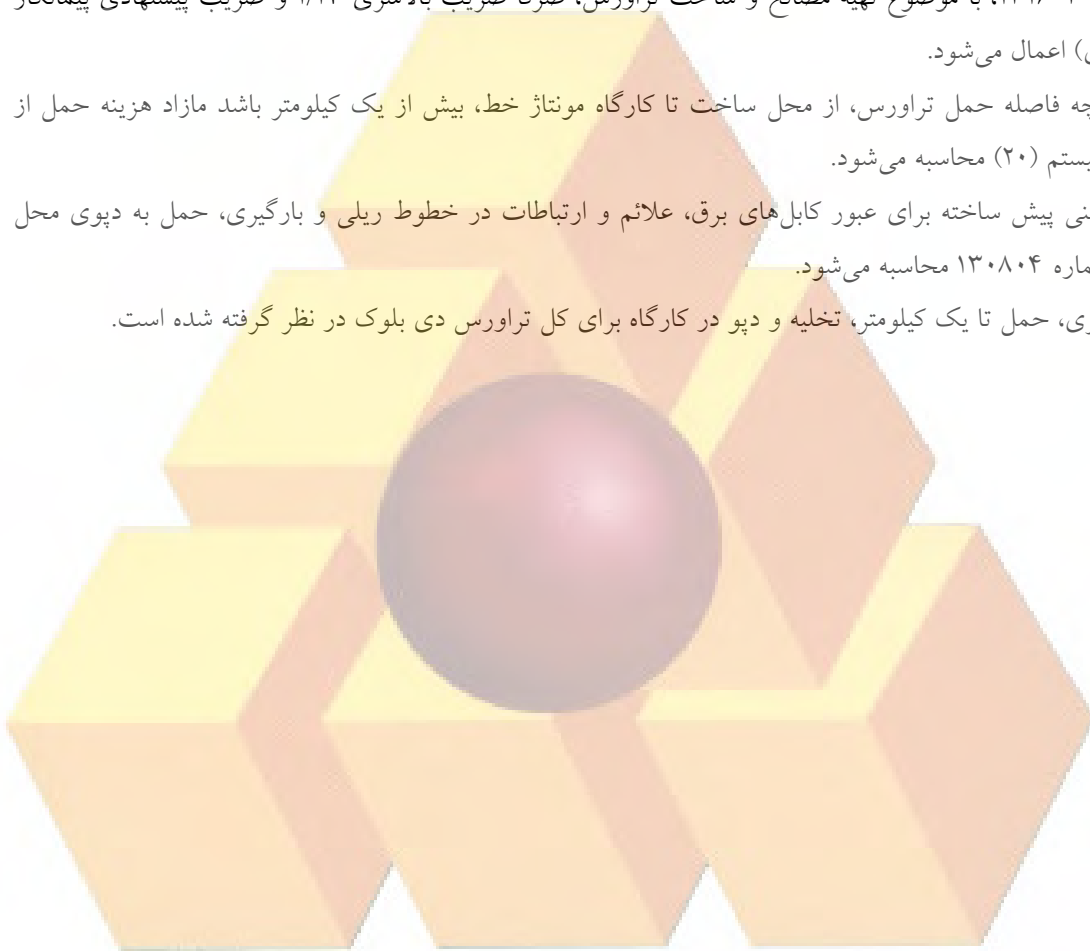 با موضوع تهیه مصالح و ساخت تراورس، صرفاً ضریب بالاسری ۱/۱۴ و ضریب پیشنهادی پیمانکار
اعمال می‌شود.
چه فاصله حمل تراورس، از محل ساخت تا کارگاه مونتاژ خط، بیش از یک کیلومتر باشد مازاد هزینه حمل از
یستم (۲۰) محاسبه می‌شود.
نی پیش ساخته برای عبور کابل‌های برق، علائم و ارتباطات در خطوط ریلی و بارگیری، حمل به دپوی محل
ماره ۱۳۰۸۰۴ محاسبه می‌شود.
ی، حمل تا یک کیلومتر، تخلیه و دپو در کارگاه برای کل تراورس دی بلوک در نظر گرفته شده است.